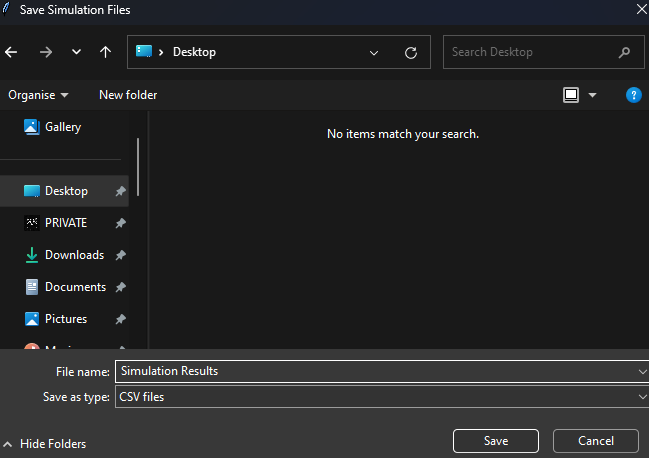 Save Simulation Files
Desktop
Search Desktop
Organise
New folder
?
Gallery
No items match your search.
Desktop
PRIVATE
Downloads
Documents
Pictures
File name: Simulation Results
Save as type: CSV files
Hide Folders
Save
Cancel